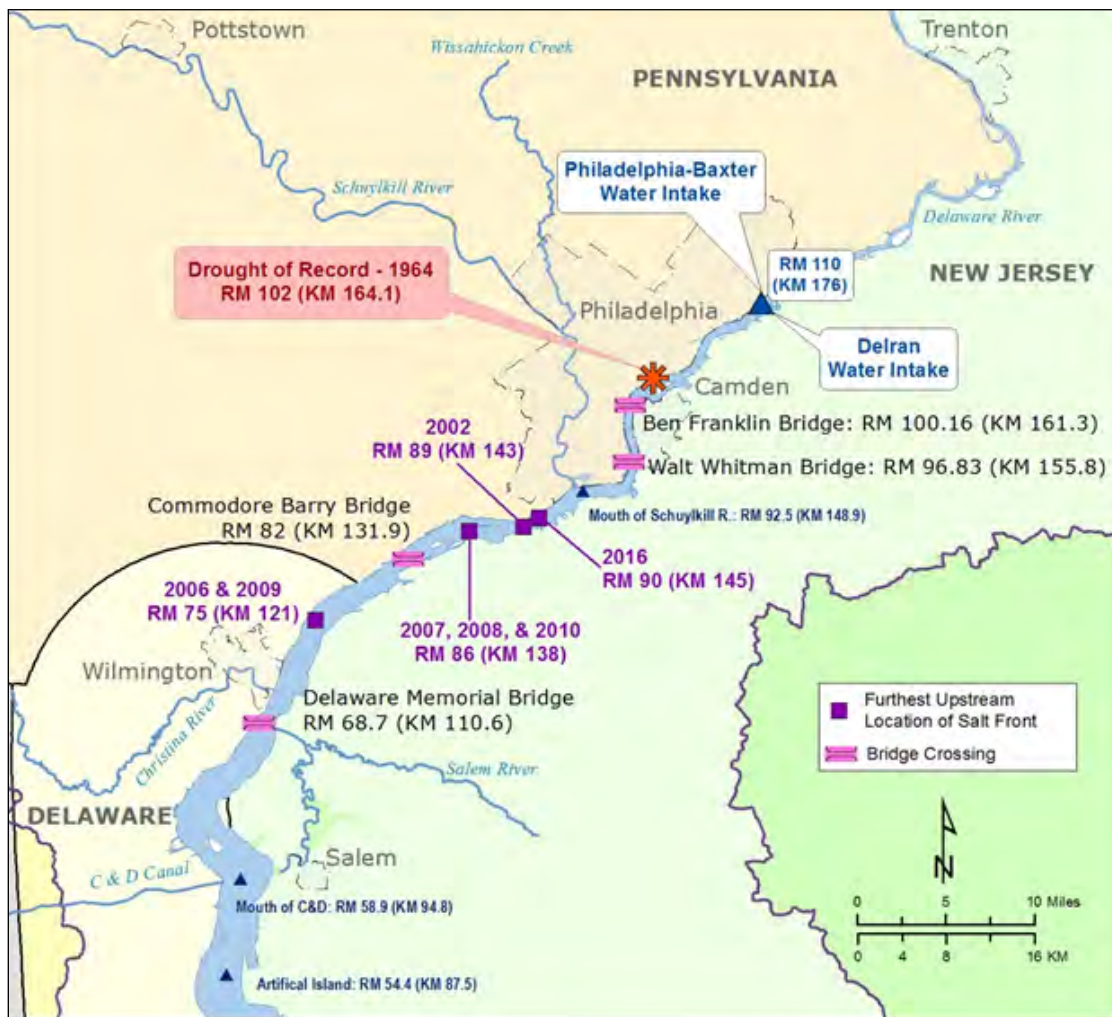 Pottstown
Wissahickon Creek
Trenton
PENNSYLVANIA
Philadelphia-Baxter
Water Intake
Schuylkill River
Delaware River
Drought of Record - 1964
RM 102 (KM 164.1)
RM 110
(KM 176)
NEW JERSEY
Philadelphia
Delran
Water Intake
Camden
Ben Franklin Bridge: RM 100.16 (KM 161.3)
2002
RM 89 (KM 143)
Walt Whitman Bridge: RM 96.83 (KM 155.8)
Commodore Barry Bridge
RM 82 (KM 131.9)
Mouth of Schuylkill R.: RM 92.5 (KM 148.9)
2016
RM 90 (KM 145)
2006 & 2009
RM 75 (KM 121)
2007, 2008, & 2010
RM 86 (KM 138)
Wilmington
Delaware Memorial Bridge
RM 68.7 (KM 110.6)
Christina River
Salem River
Furthest Upstream
Location of Salt Front
Bridge Crossing
DELAWARE
Salem
C & D Canal
Mouth of C&D: RM 58.9 (KM 94.8)
Artifical Island: RM 54.4 (KM 87.5)
N
0 5 10 Miles
0 4 8 16 KM